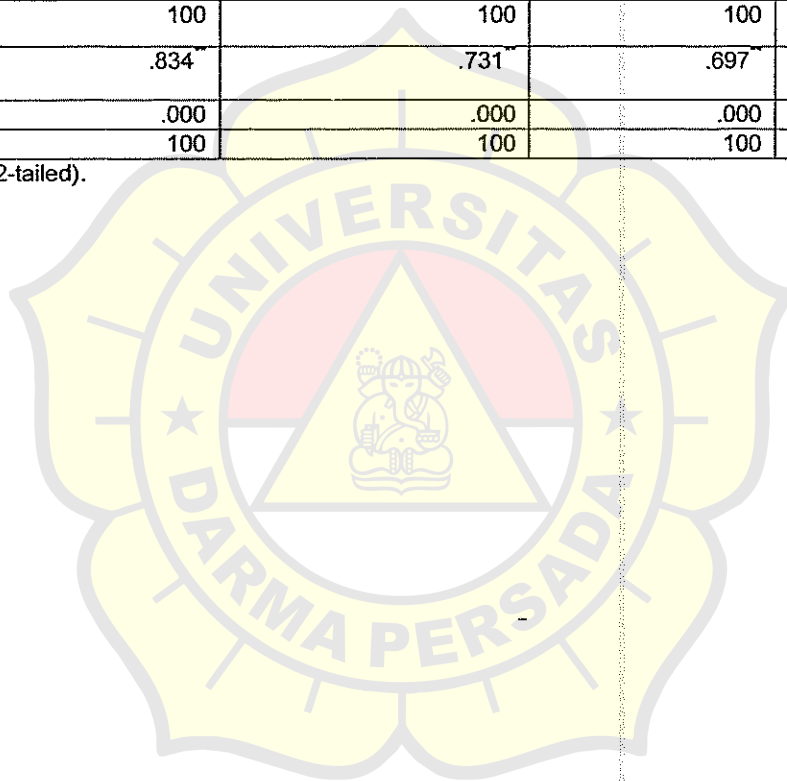 100 100 100
.834** .731** .697**
.000 .000 .000
100 100 100
2-tailed).
UNIVERSITAS
DARMA PERSADA